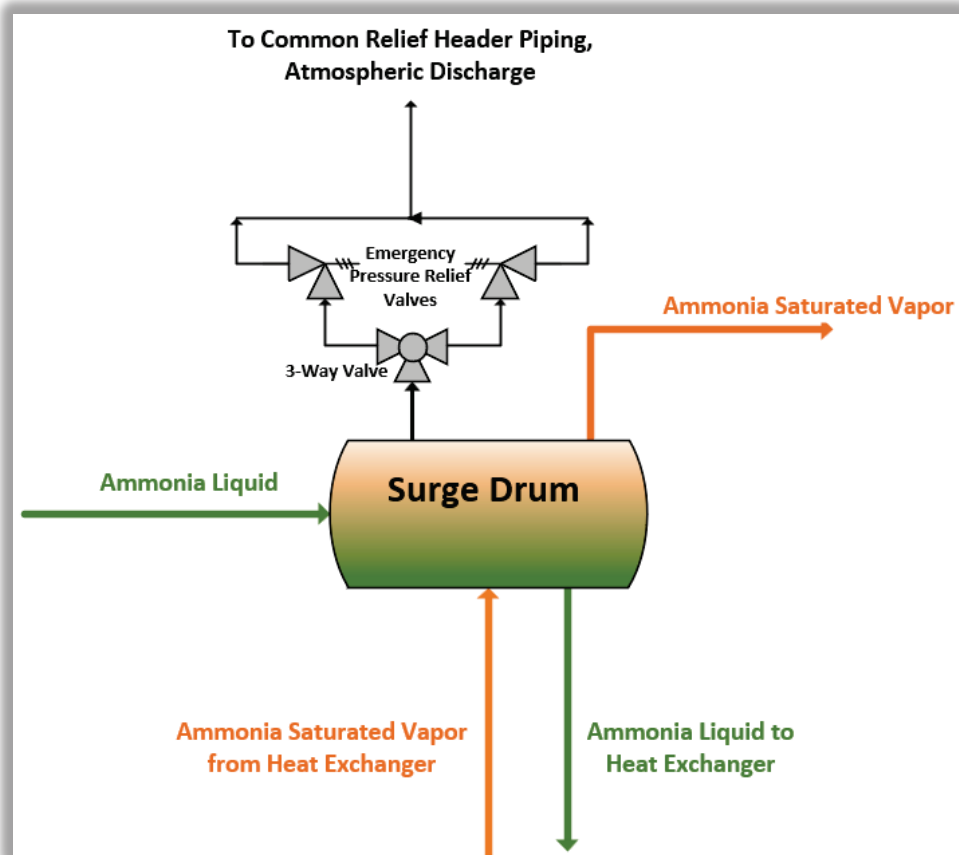 To Common Relief Header Piping,
Atmospheric Discharge
Emergency
Pressure Relief
Valves
Ammonia Saturated Vapor
3-Way Valve
Ammonia Liquid
Surge Drum
Ammonia Saturated Vapor
from Heat Exchanger
Ammonia Liquid to
Heat Exchanger